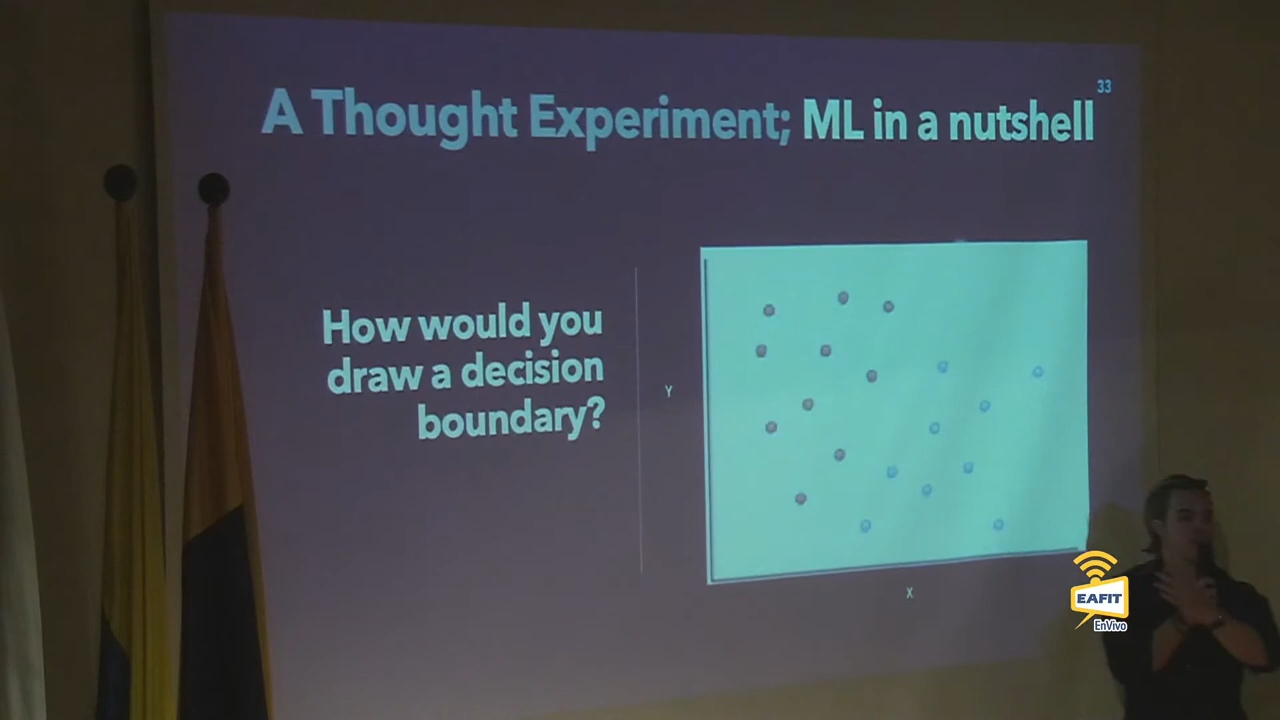 33
A Thought Experiment; ML in a nutshell
How would you
draw a decision
boundary?
Y
X
EAFIT
EnVivo